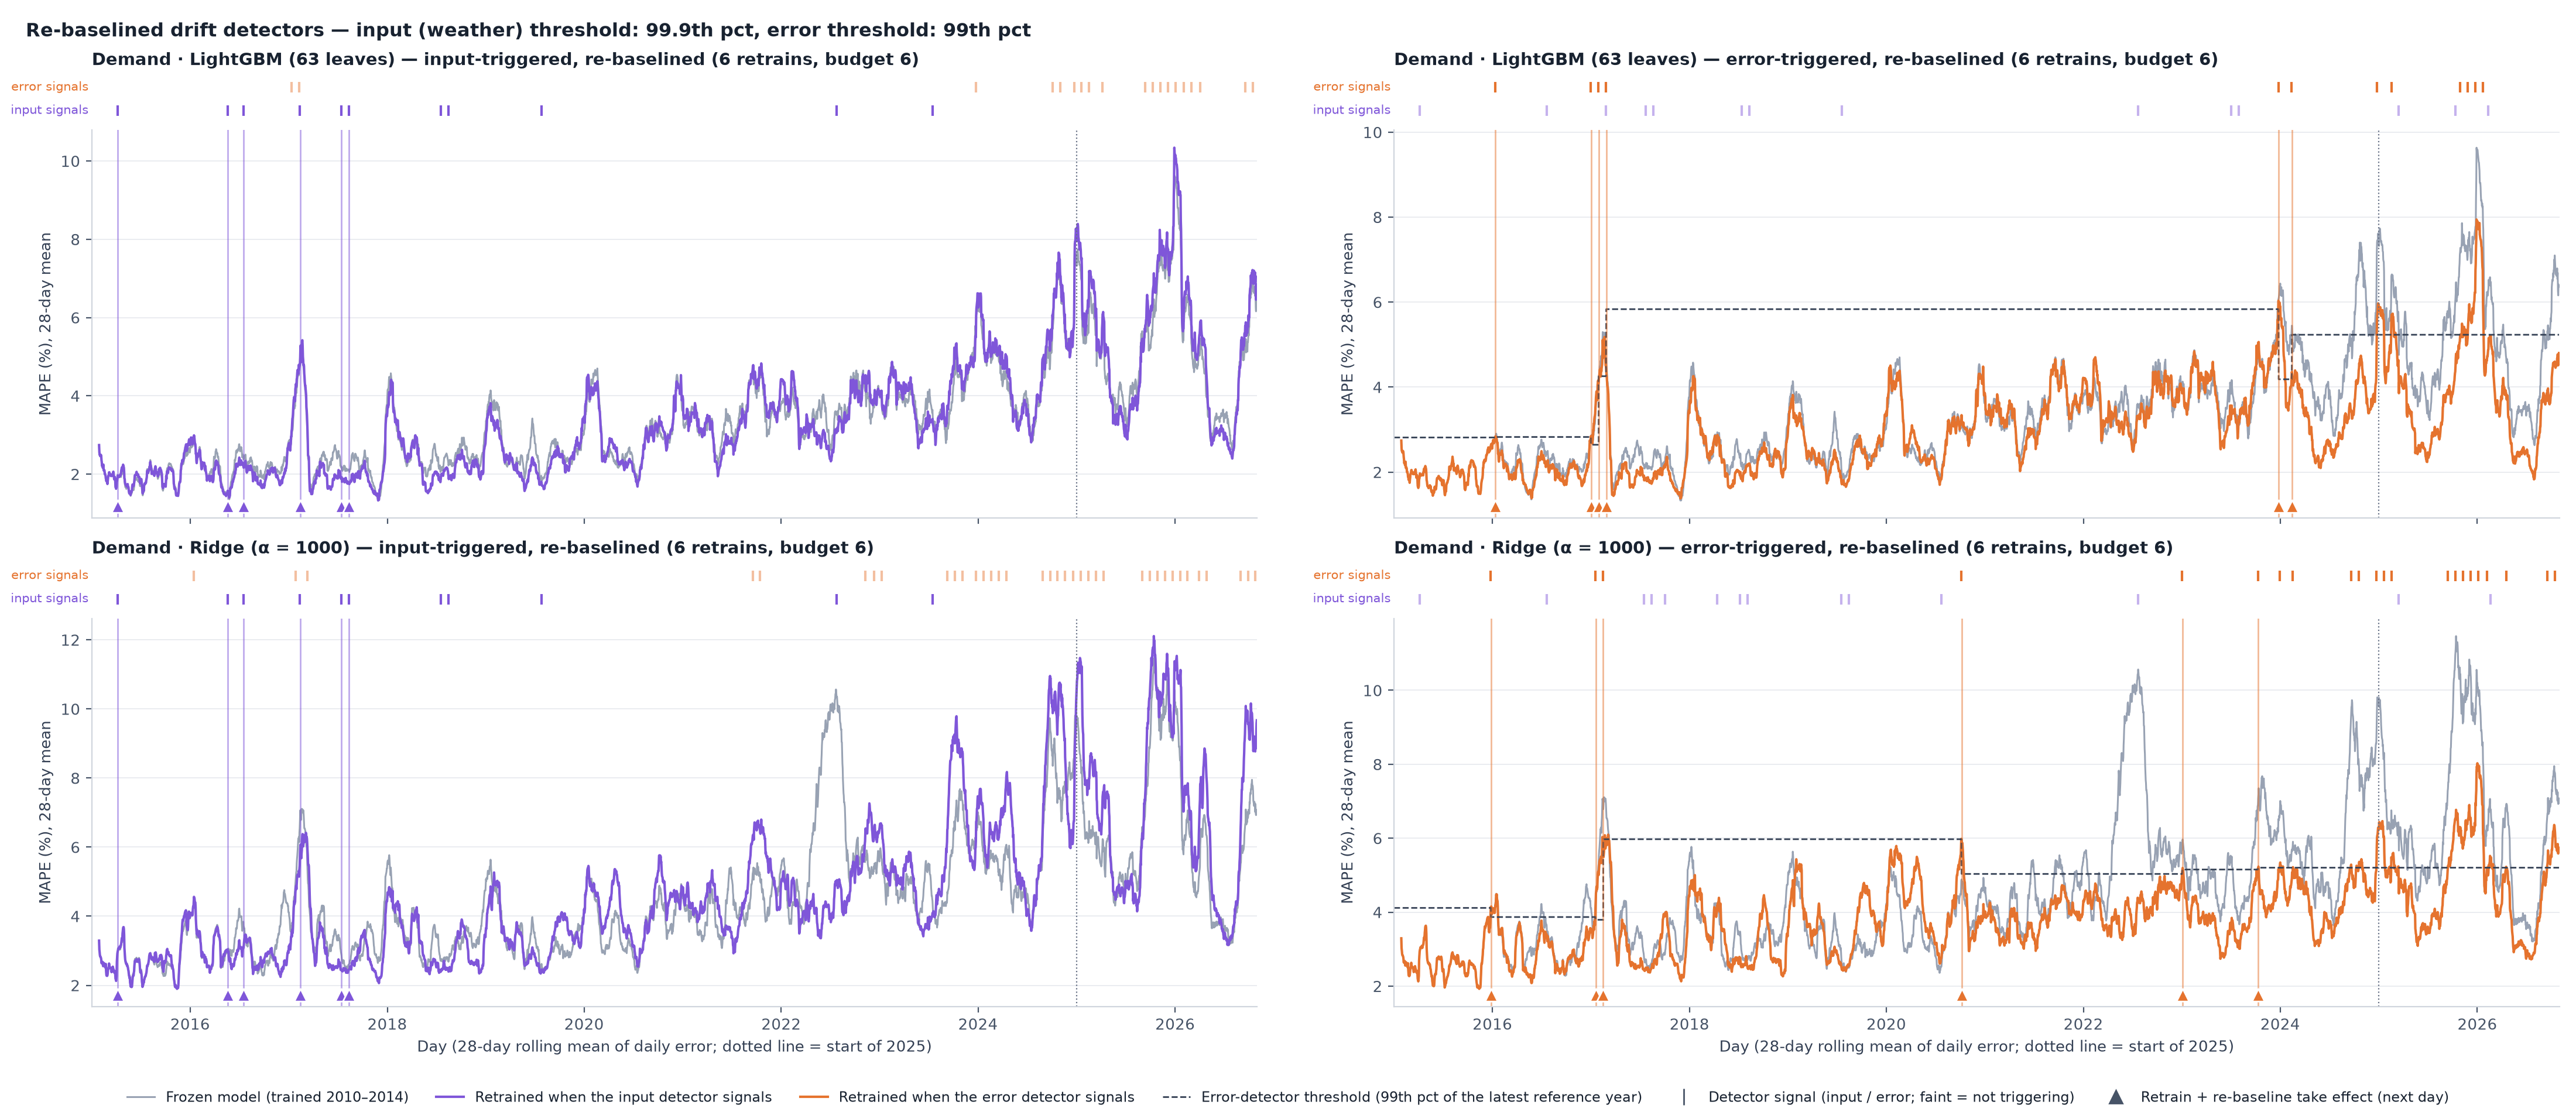 Re-baselined drift detectors — input (weather) threshold: 99.9th pct, error threshold: 99th pct
Demand · LightGBM (63 leaves) — input-triggered, re-baselined (6 retrains, budget 6)
error signals
input signals
MAPE (%), 28-day mean
10
8
6
4
2
Demand · LightGBM (63 leaves) — error-triggered, re-baselined (6 retrains, budget 6)
error signals
input signals
MAPE (%), 28-day mean
10
8
6
4
2
Demand · Ridge (α = 1000) — input-triggered, re-baselined (6 retrains, budget 6)
error signals
input signals
MAPE (%), 28-day mean
12
10
8
6
4
2
2016 2018 2020 2022 2024 2026
Day (28-day rolling mean of daily error; dotted line = start of 2025)
Demand · Ridge (α = 1000) — error-triggered, re-baselined (6 retrains, budget 6)
error signals
input signals
MAPE (%), 28-day mean
10
8
6
4
2
2016 2018 2020 2022 2024 2026
Day (28-day rolling mean of daily error; dotted line = start of 2025)
Frozen model (trained 2010–2014) Retrained when the input detector signals Retrained when the error detector signals Error-detector threshold (99th pct of the latest reference year) Detector signal (input / error; faint = not triggering) Retrain + re-baseline take effect (next day)